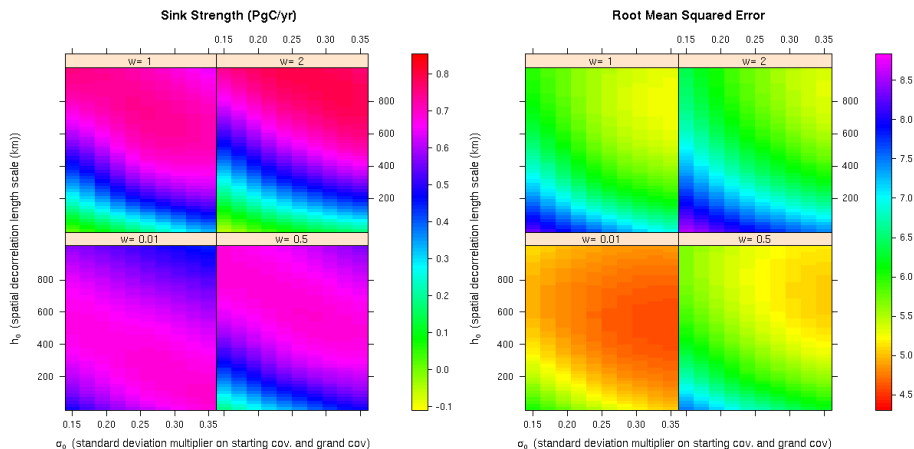 Sink Strength (PgC/yr)
0.15 0.20 0.25 0.30 0.35
w= 1
w= 2
800
600
400
200
w= 0.01
w= 0.5
800
600
400
200
0.15 0.20 0.25 0.30 0.35
h₀ (spatial decorrelation length scale (km))
σ₀ (standard deviation multiplier on starting cov. and grand cov)
0.8
0.7
0.6
0.5
0.4
0.3
0.2
0.1
0.0
-0.1
Root Mean Squared Error
0.15 0.20 0.25 0.30 0.35
w= 1
w= 2
800
600
400
200
w= 0.01
w= 0.5
800
600
400
200
0.15 0.20 0.25 0.30 0.35
h₀ (spatial decorrelation length scale (km))
σ₀ (standard deviation multiplier on starting cov. and grand cov)
8.5
8.0
7.5
7.0
6.5
6.0
5.5
5.0
4.5